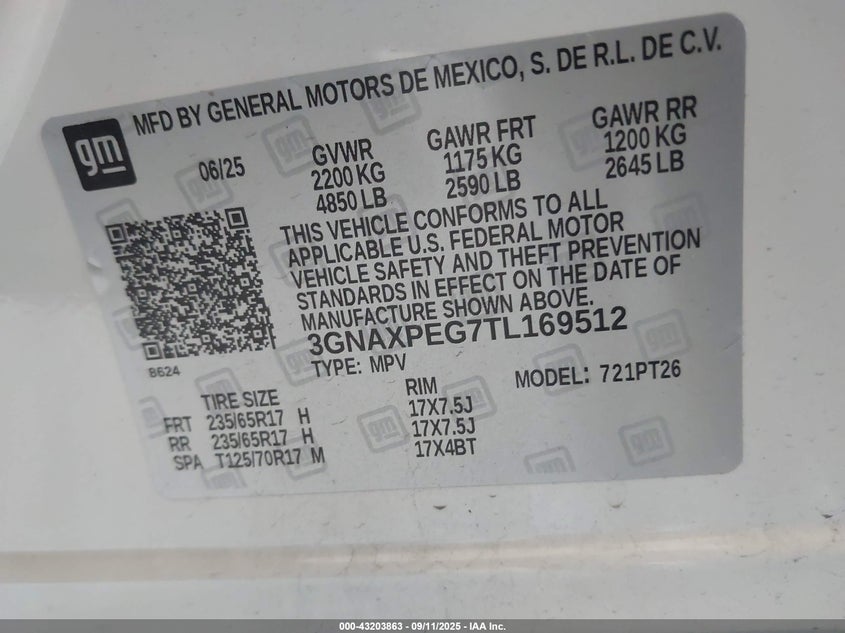 MFD BY GENERAL MOTORS DE MEXICO, S. DE R.L. DE C.V.
gm
06/25
GVWR
2200 KG
4850 LB
GAWR FRT
1175 KG
2590 LB
GAWR RR
1200 KG
2645 LB
THIS VEHICLE CONFORMS TO ALL
APPLICABLE U.S. FEDERAL MOTOR
VEHICLE SAFETY AND THEFT PREVENTION
STANDARDS IN EFFECT ON THE DATE OF
MANUFACTURE SHOWN ABOVE.
3GNAXPEG7TL169512
8624
TYPE: MPV
MODEL: 721PT26
TIRE SIZE RIM
FRT 235/65R17 H 17X7.5J
RR 235/65R17 H 17X7.5J
SPA T125/70R17 M 17X4BT
000-43203863 - 09/11/2025 - IAA Inc.